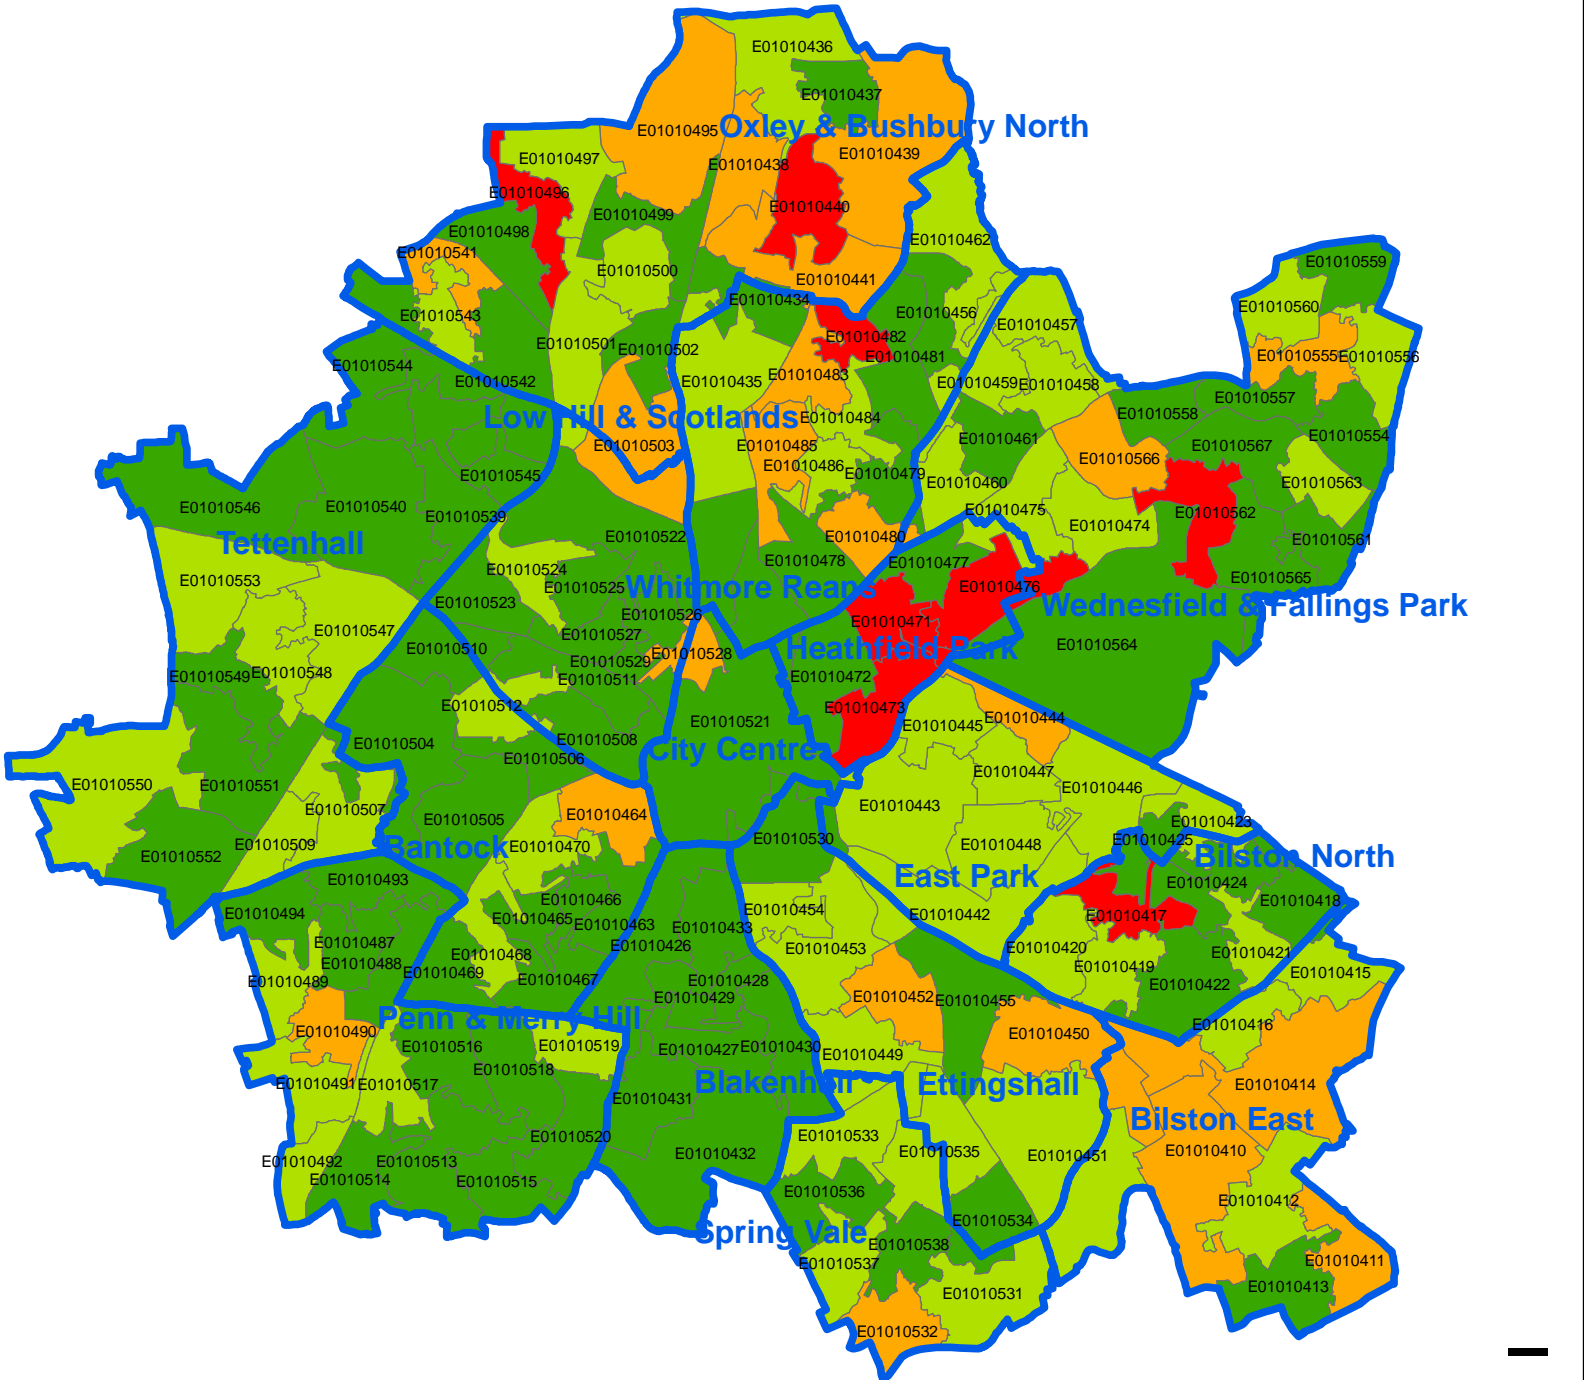 E01010436
E01010437
Oxley & Bushbury North
E01010495
E01010439
E01010497
E01010438
E01010496
E01010440
E01010499
E01010498
E01010462
E01010541
E01010559
E01010500
E01010441
E01010434
E01010560
E01010456
E01010543
E01010457
E01010482
E01010501
E01010502
E01010481
E01010555
E01010556
E01010544
E01010483
E01010542
E01010435
E01010459
E01010458
E01010557
E01010558
Low Hill & Scotlands
E01010484
E01010554
E01010461
E01010503
E01010485
E01010567
E01010566
E01010486
E01010479
E01010545
E01010460
E01010563
E01010546
E01010540
E01010475
E01010562
E01010539
E01010474
E01010522
E01010480
E01010561
Tettenhall
E01010478
E01010477
E01010524
E01010553
E01010525
Whitmore Reans
E01010476
E01010565
E01010523
Wednesfield & Fallings Park
E01010526
E01010471
E01010547
E01010527
E01010564
E01010510
Heathfield Park
E01010528
E01010529
E01010549
E01010548
E01010511
E01010472
E01010512
E01010473
E01010444
E01010521
E01010445
E01010504
E01010508
City Centre
E01010506
E01010447
E01010550
E01010551
E01010446
E01010507
E01010443
E01010464
E01010505
E01010423
E01010530
E01010425
E01010509
Bantock
E01010470
E01010448
E01010552
Bilston North
East Park
E01010493
E01010424
E01010466
E01010418
E01010494
E01010454
E01010442
E01010417
E01010465
E01010463
E01010433
E01010487
E01010426
E01010453
E01010420
E01010421
E01010468
E01010488
E01010419
E01010469
E01010415
E01010489
E01010467
E01010428
E01010422
E01010429
E01010452
E01010455
Penn & Merry Hill
E01010416
E01010490
E01010450
E01010516
E01010519
E01010427
E01010430
E01010449
E01010518
E01010491
E01010517
Blakenhall
Ettingshall
E01010414
E01010431
Bilston East
E01010520
E01010533
E01010410
E01010535
E01010432
E01010451
E01010492
E01010513
E01010514
E01010515
E01010536
E01010412
E01010534
Spring Vale
E01010538
E01010537
E01010411
E01010413
E01010531
E01010532